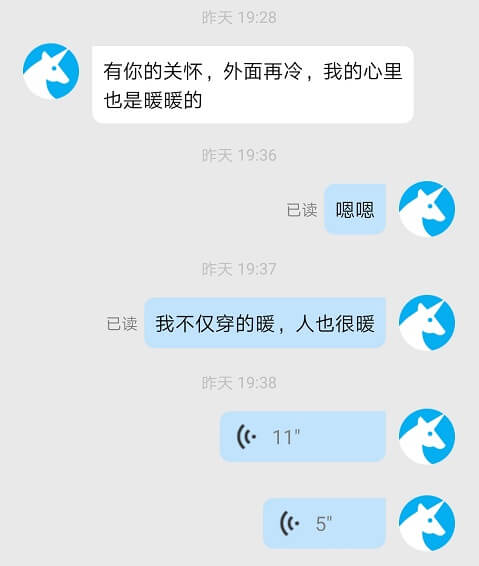 昨天 19:28
有你的关怀，外面再冷，我的心里
也是暖暖的
昨天 19:36
已读 嗯嗯
昨天 19:37
已读 我不仅穿的暖，人也很暖
昨天 19:38
11"
5"